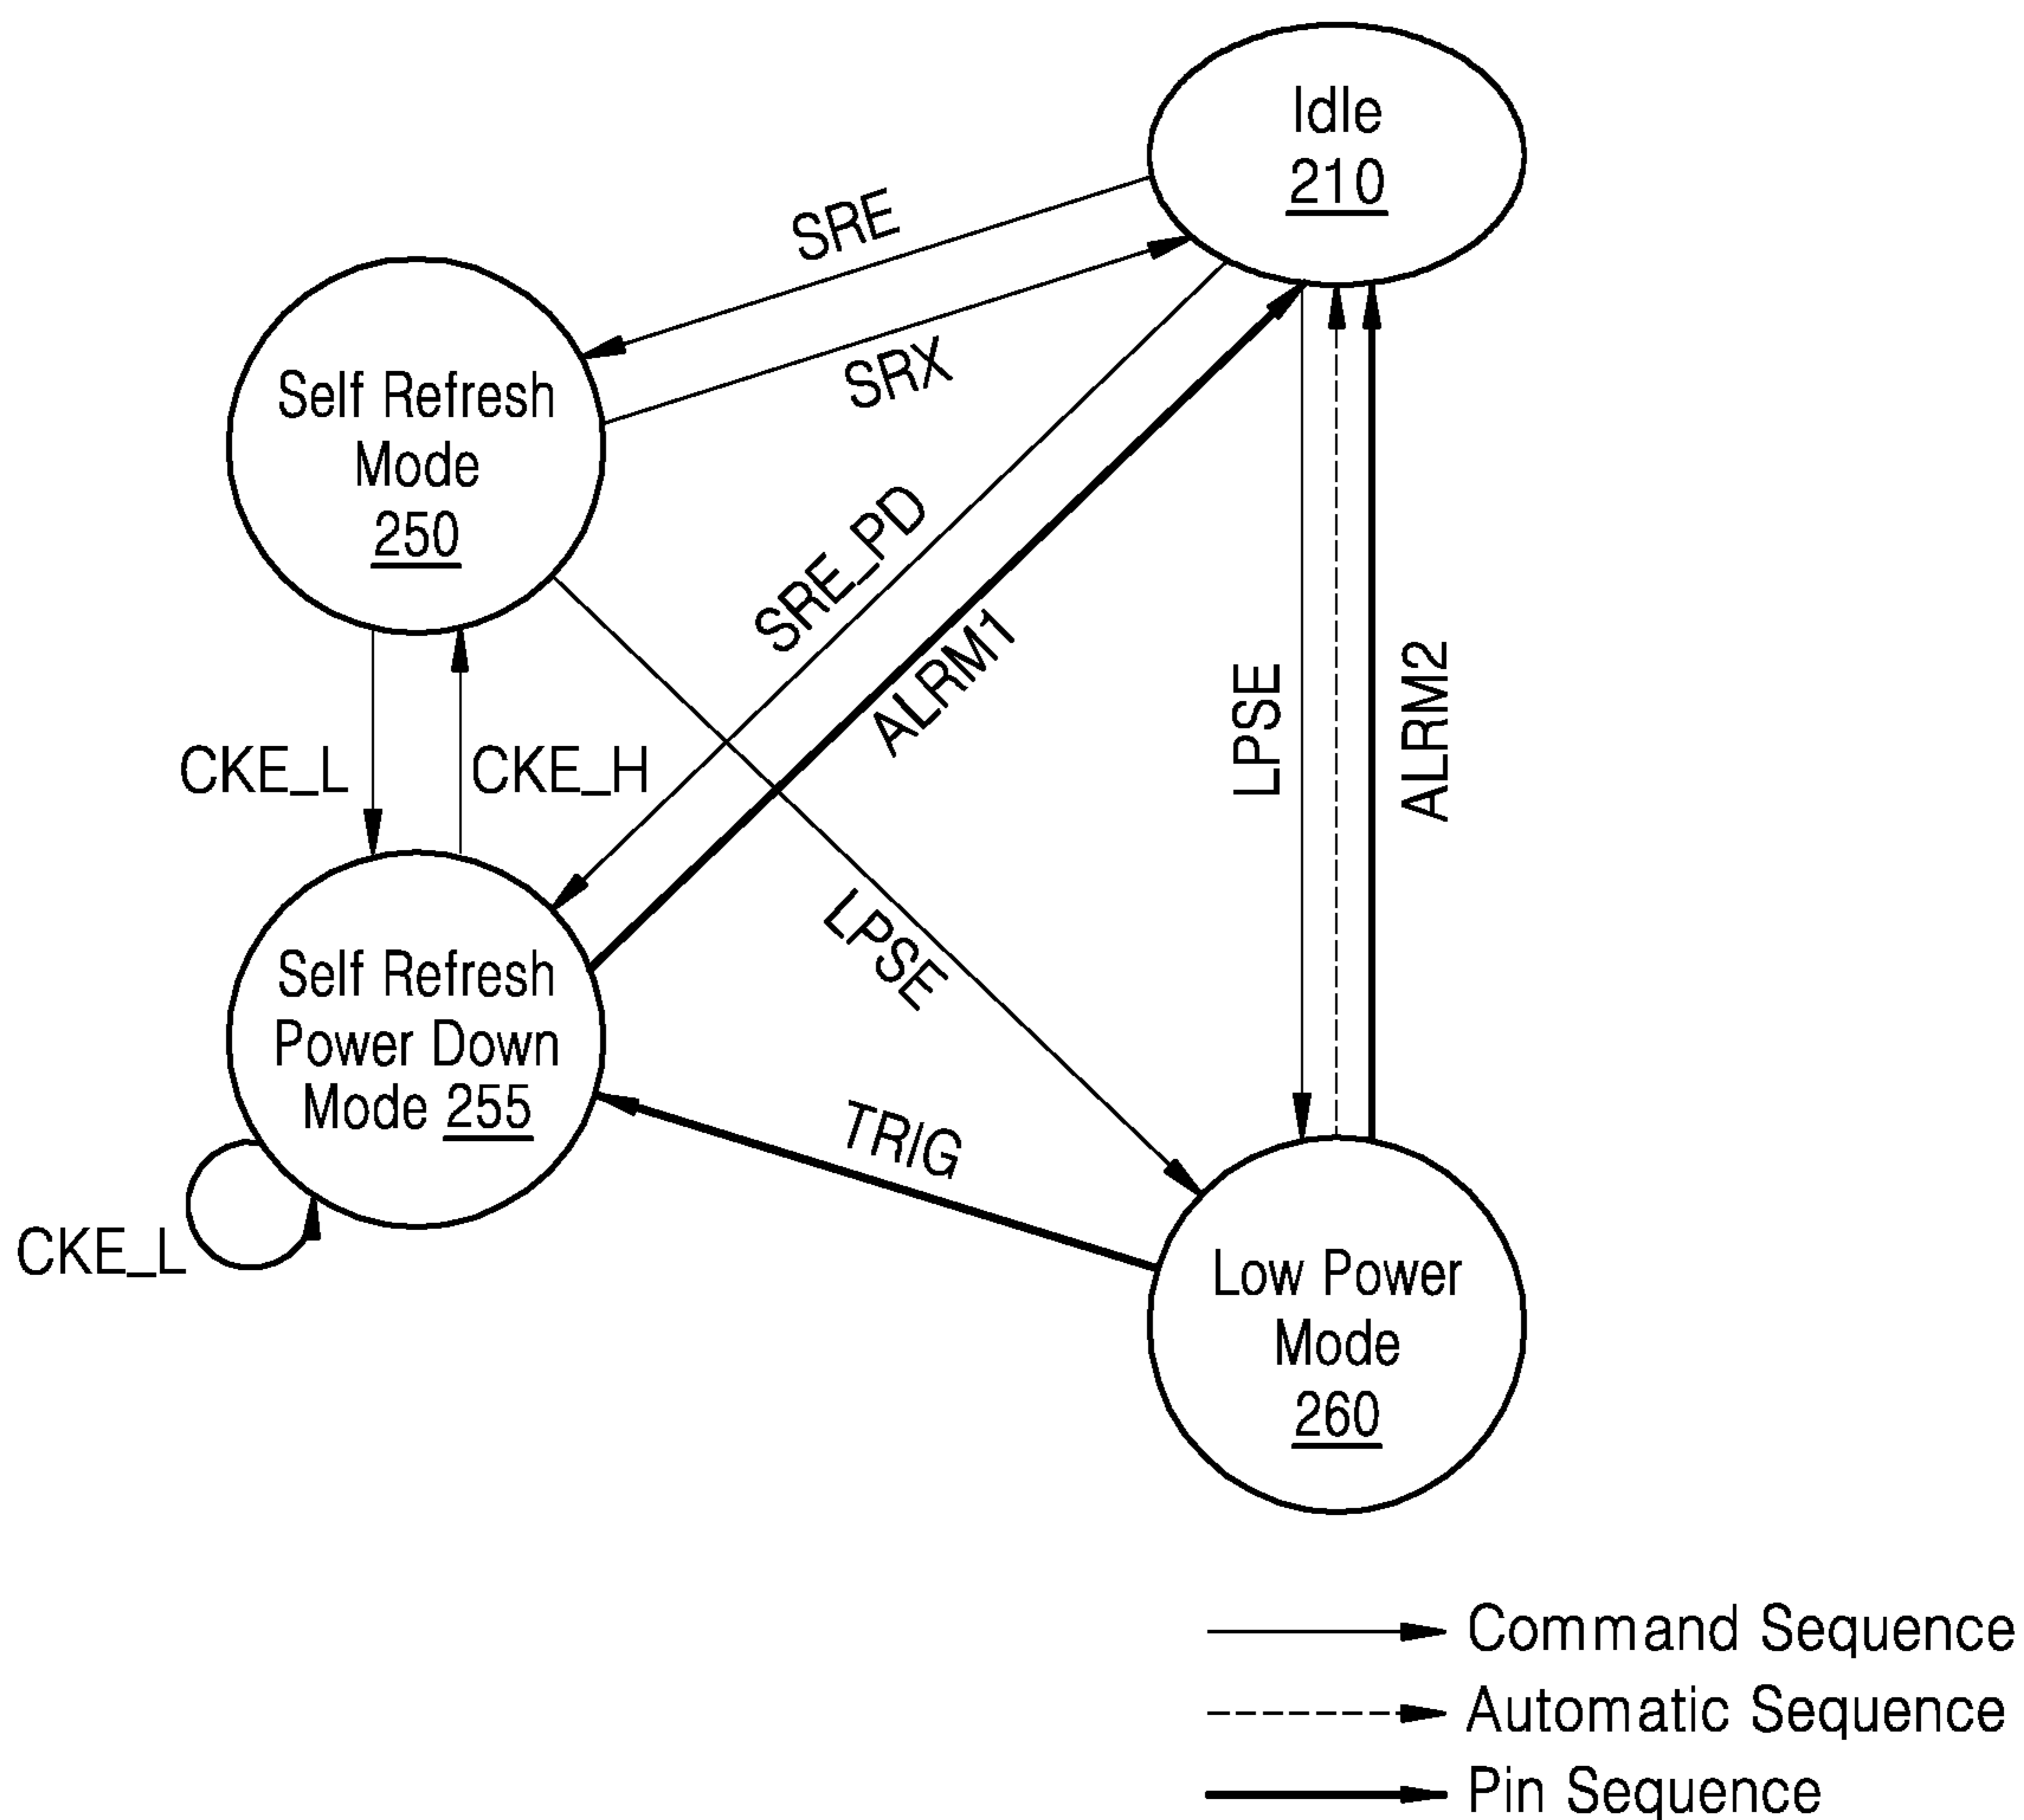 Idle
210
SRE
SRX
Self Refresh
Mode
250
SRE_PD
ALRM1
LPSE
ALRM2
CKE_L
CKE_H
LPSE
Self Refresh
Power Down
Mode 255
TRIG
CKE_L
Low Power
Mode
260
Command Sequence
Automatic Sequence
Pin Sequence